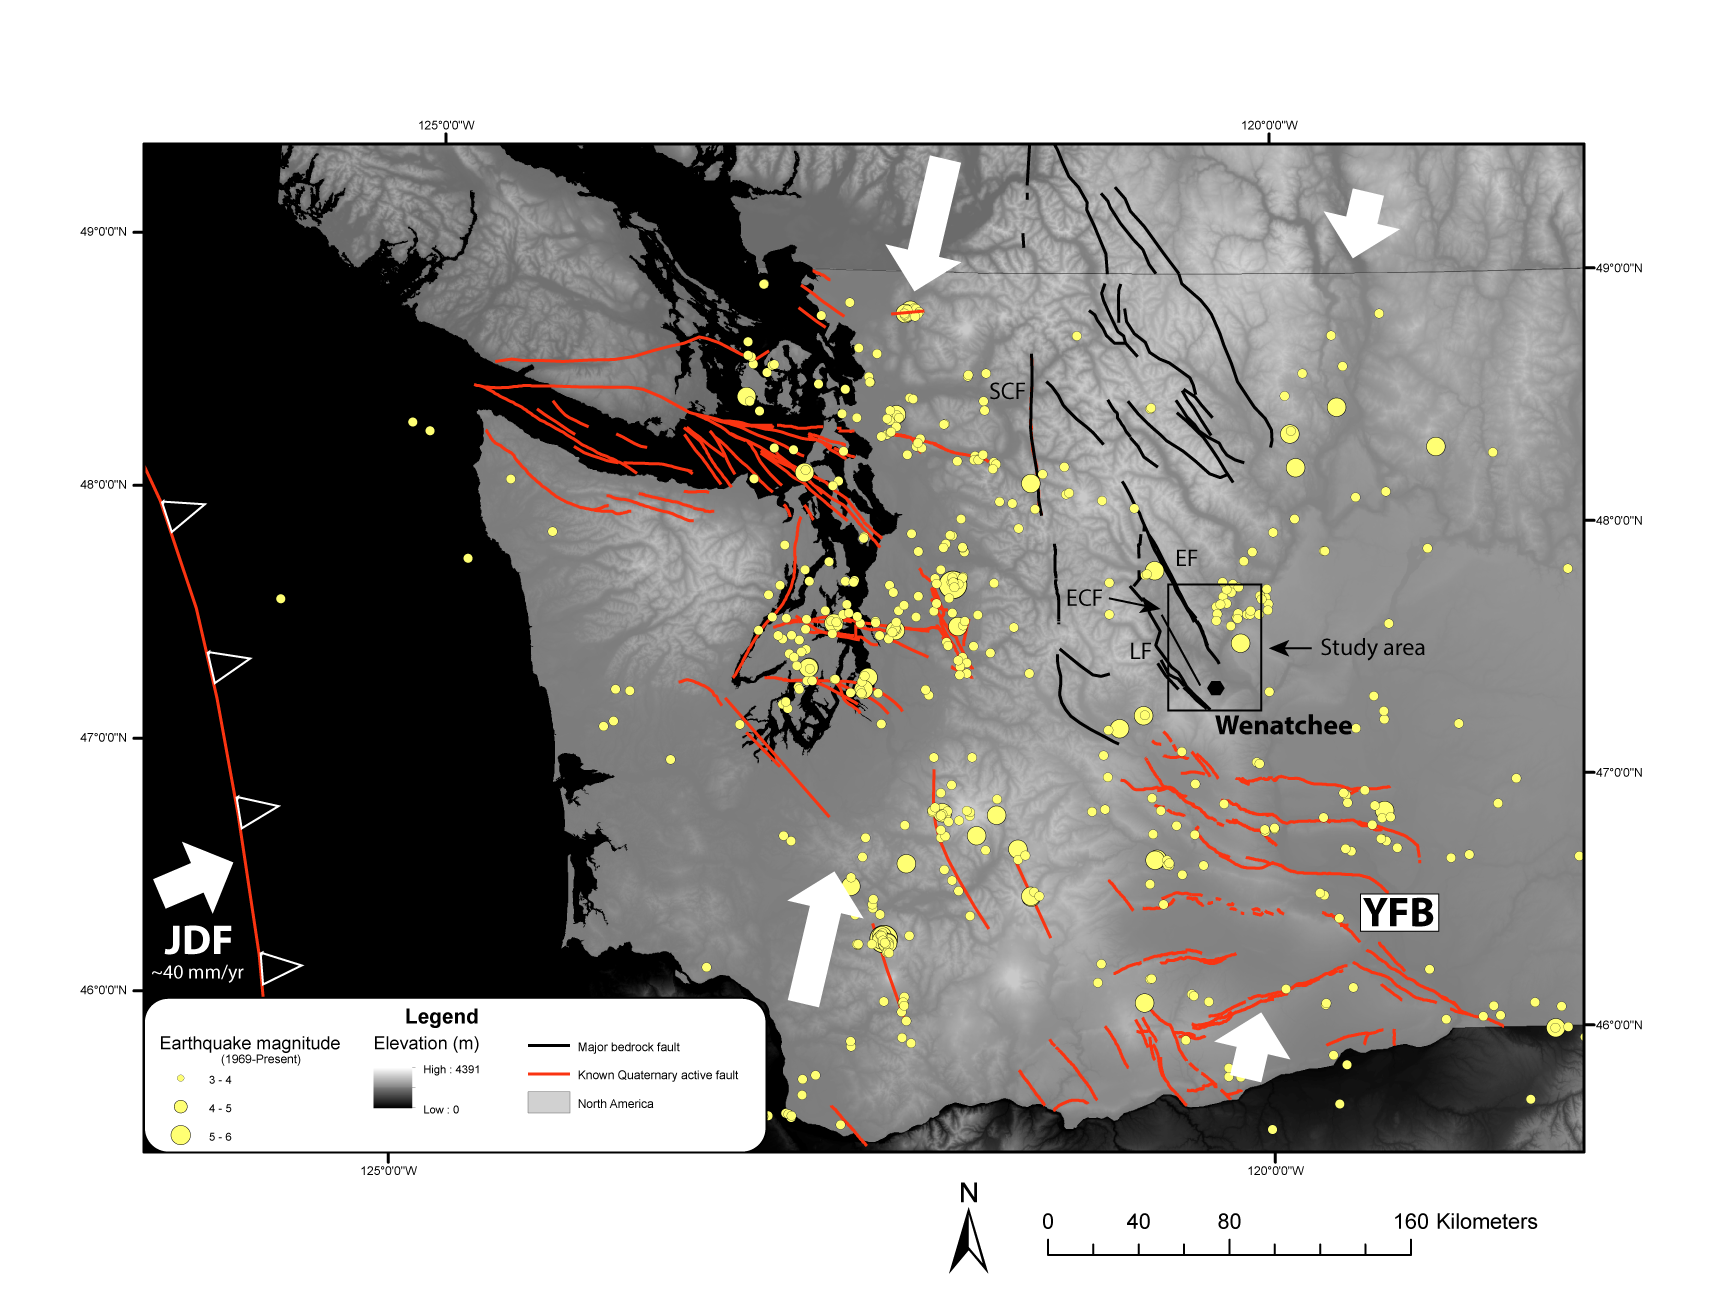 125°0'0"W
120°0'0"W
49°0'0"N
49°0'0"N
SCF
48°0'0"N
48°0'0"N
EF
ECF
LF
Study area
Wenatchee
47°0'0"N
47°0'0"N
YFB
JDF
~40 mm/yr
46°0'0"N
46°0'0"N
Legend
Earthquake magnitude
(1969-Present)
3 - 4
4 - 5
5 - 6
Elevation (m)
High : 4391
Low : 0
Major bedrock fault
Known Quaternary active fault
North America
125°0'0"W
120°0'0"W
N
0 40 80 160 Kilometers